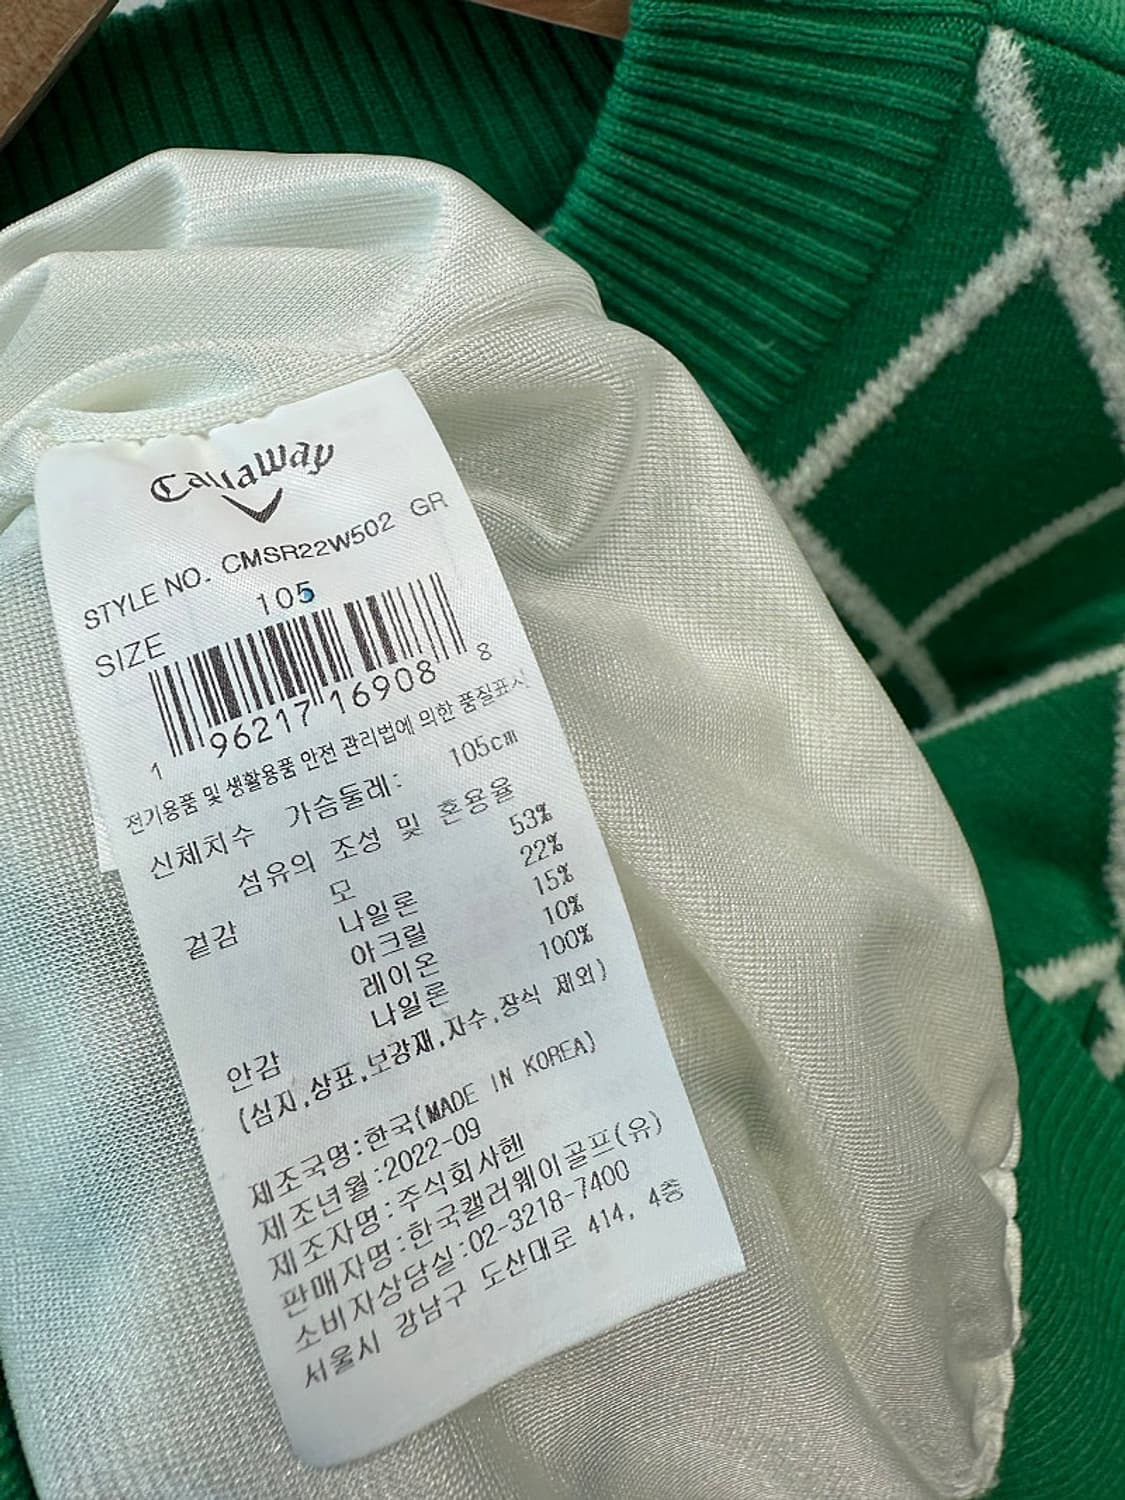 Callaway
STYLE NO. CMSR22W502 GR
SIZE 105
1 96217 16908 8
전기용품 및 생활용품 안전 관리법에 의한 품질표시
신체치수 가슴둘레: 105cm
섬유의 조성 및 혼용율
겉감 모 53%
나일론 22%
아크릴 15%
레이온 10%
안감 나일론 100%
(심지,상표,보강재,자수,장식 제외)
제조국명:한국(MADE IN KOREA)
제조년월:2022-09
제조자명:주식회사헨
판매자명:한국캘러웨이골프(유)
소비자상담실:02-3218-7400
서울시 강남구 도산대로 414, 4층